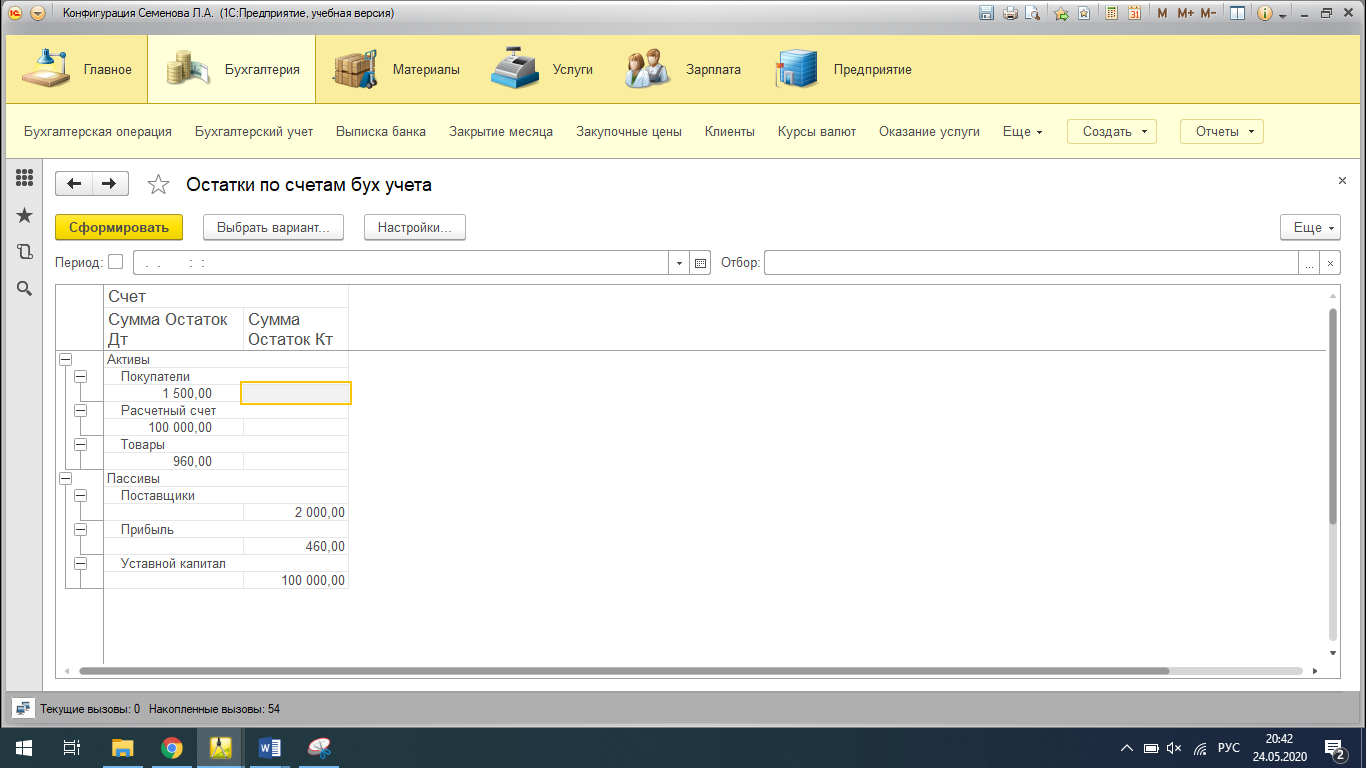 Конфигурация Семенова Л.А. (1С:Предприятие, учебная версия)
M M+ M-
Главное Бухгалтерия Материалы Услуги Зарплата Предприятие
Бухгалтерская операция Бухгалтерский учет Выписка банка Закрытие месяца Закупочные цены Клиенты Курсы валют Оказание услуги Еще Создать Отчеты
Остатки по счетам бух учета
Сформировать Выбрать вариант... Настройки... Еще
Период: . . : : Отбор:
Счет
Сумма Остаток Дт Сумма Остаток Кт
Активы
Покупатели
1 500,00
Расчетный счет
100 000,00
Товары
960,00
Пассивы
Поставщики
2 000,00
Прибыль
460,00
Уставной капитал
100 000,00
Текущие вызовы: 0 Накопленные вызовы: 54
РУС
20:42
24.05.2020
2